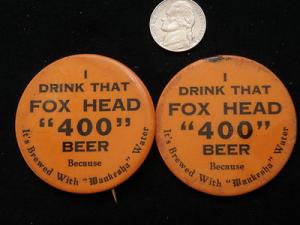 I
DRINK THAT
FOX HEAD
"400"
BEER
Because
It's Brewed With "Waukesha" Water
I
DRINK THAT
FOX HEAD
"400"
BEER
Because
It's Brewed With "Waukesha" Water